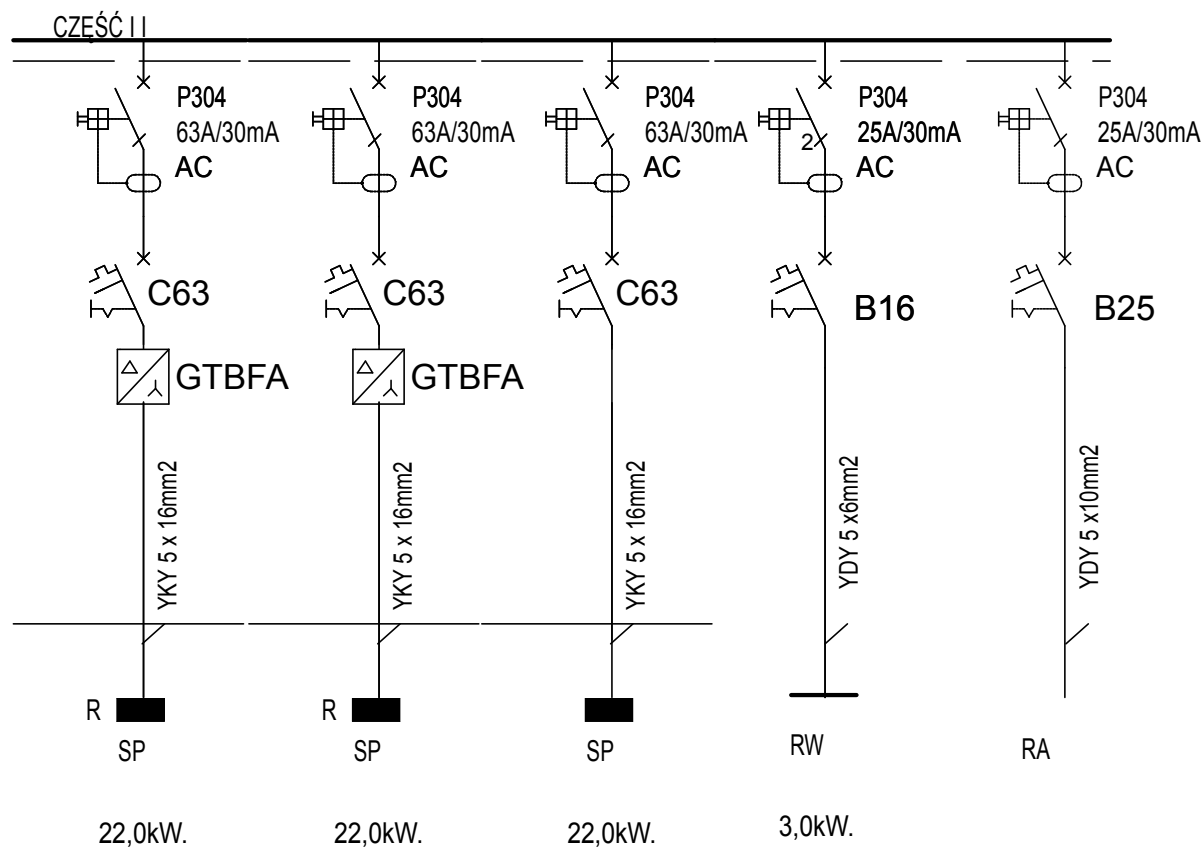 CZĘŚĆ I I
P304
63A/30mA
AC
P304
63A/30mA
AC
P304
63A/30mA
AC
P304
25A/30mA
AC
2
P304
25A/30mA
AC
C63
C63
C63
B16
B25
GTBFA
GTBFA
YKY 5 x 16mm2
YKY 5 x 16mm2
YKY 5 x 16mm2
YDY 5 x6mm2
YDY 5 x10mm2
R
R
SP
SP
SP
RW
RA
22,0kW.
22,0kW.
22,0kW.
3,0kW.